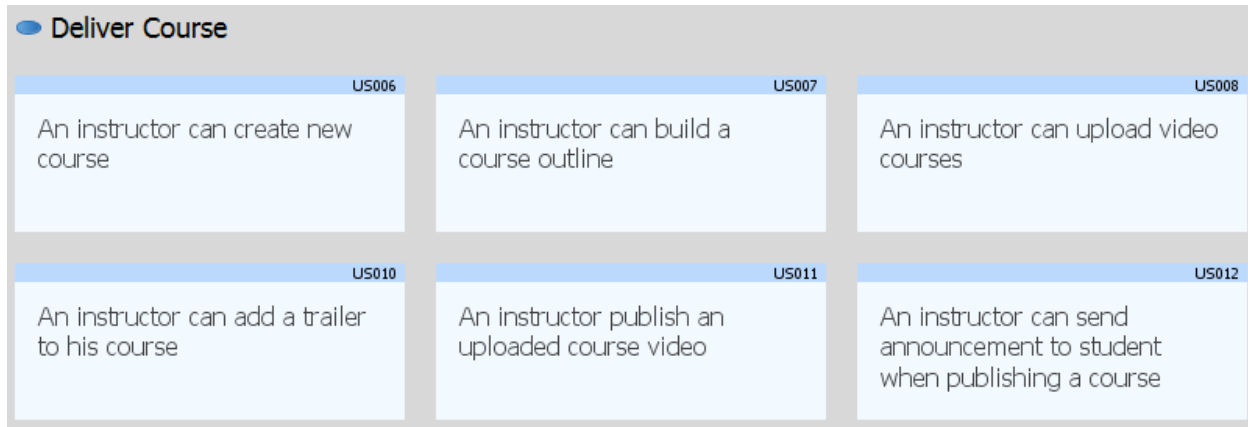 Deliver Course
US006
An instructor can create new
course
US007
An instructor can build a
course outline
US008
An instructor can upload video
courses
US010
An instructor can add a trailer
to his course
US011
An instructor publish an
uploaded course video
US012
An instructor can send
announcement to student
when publishing a course